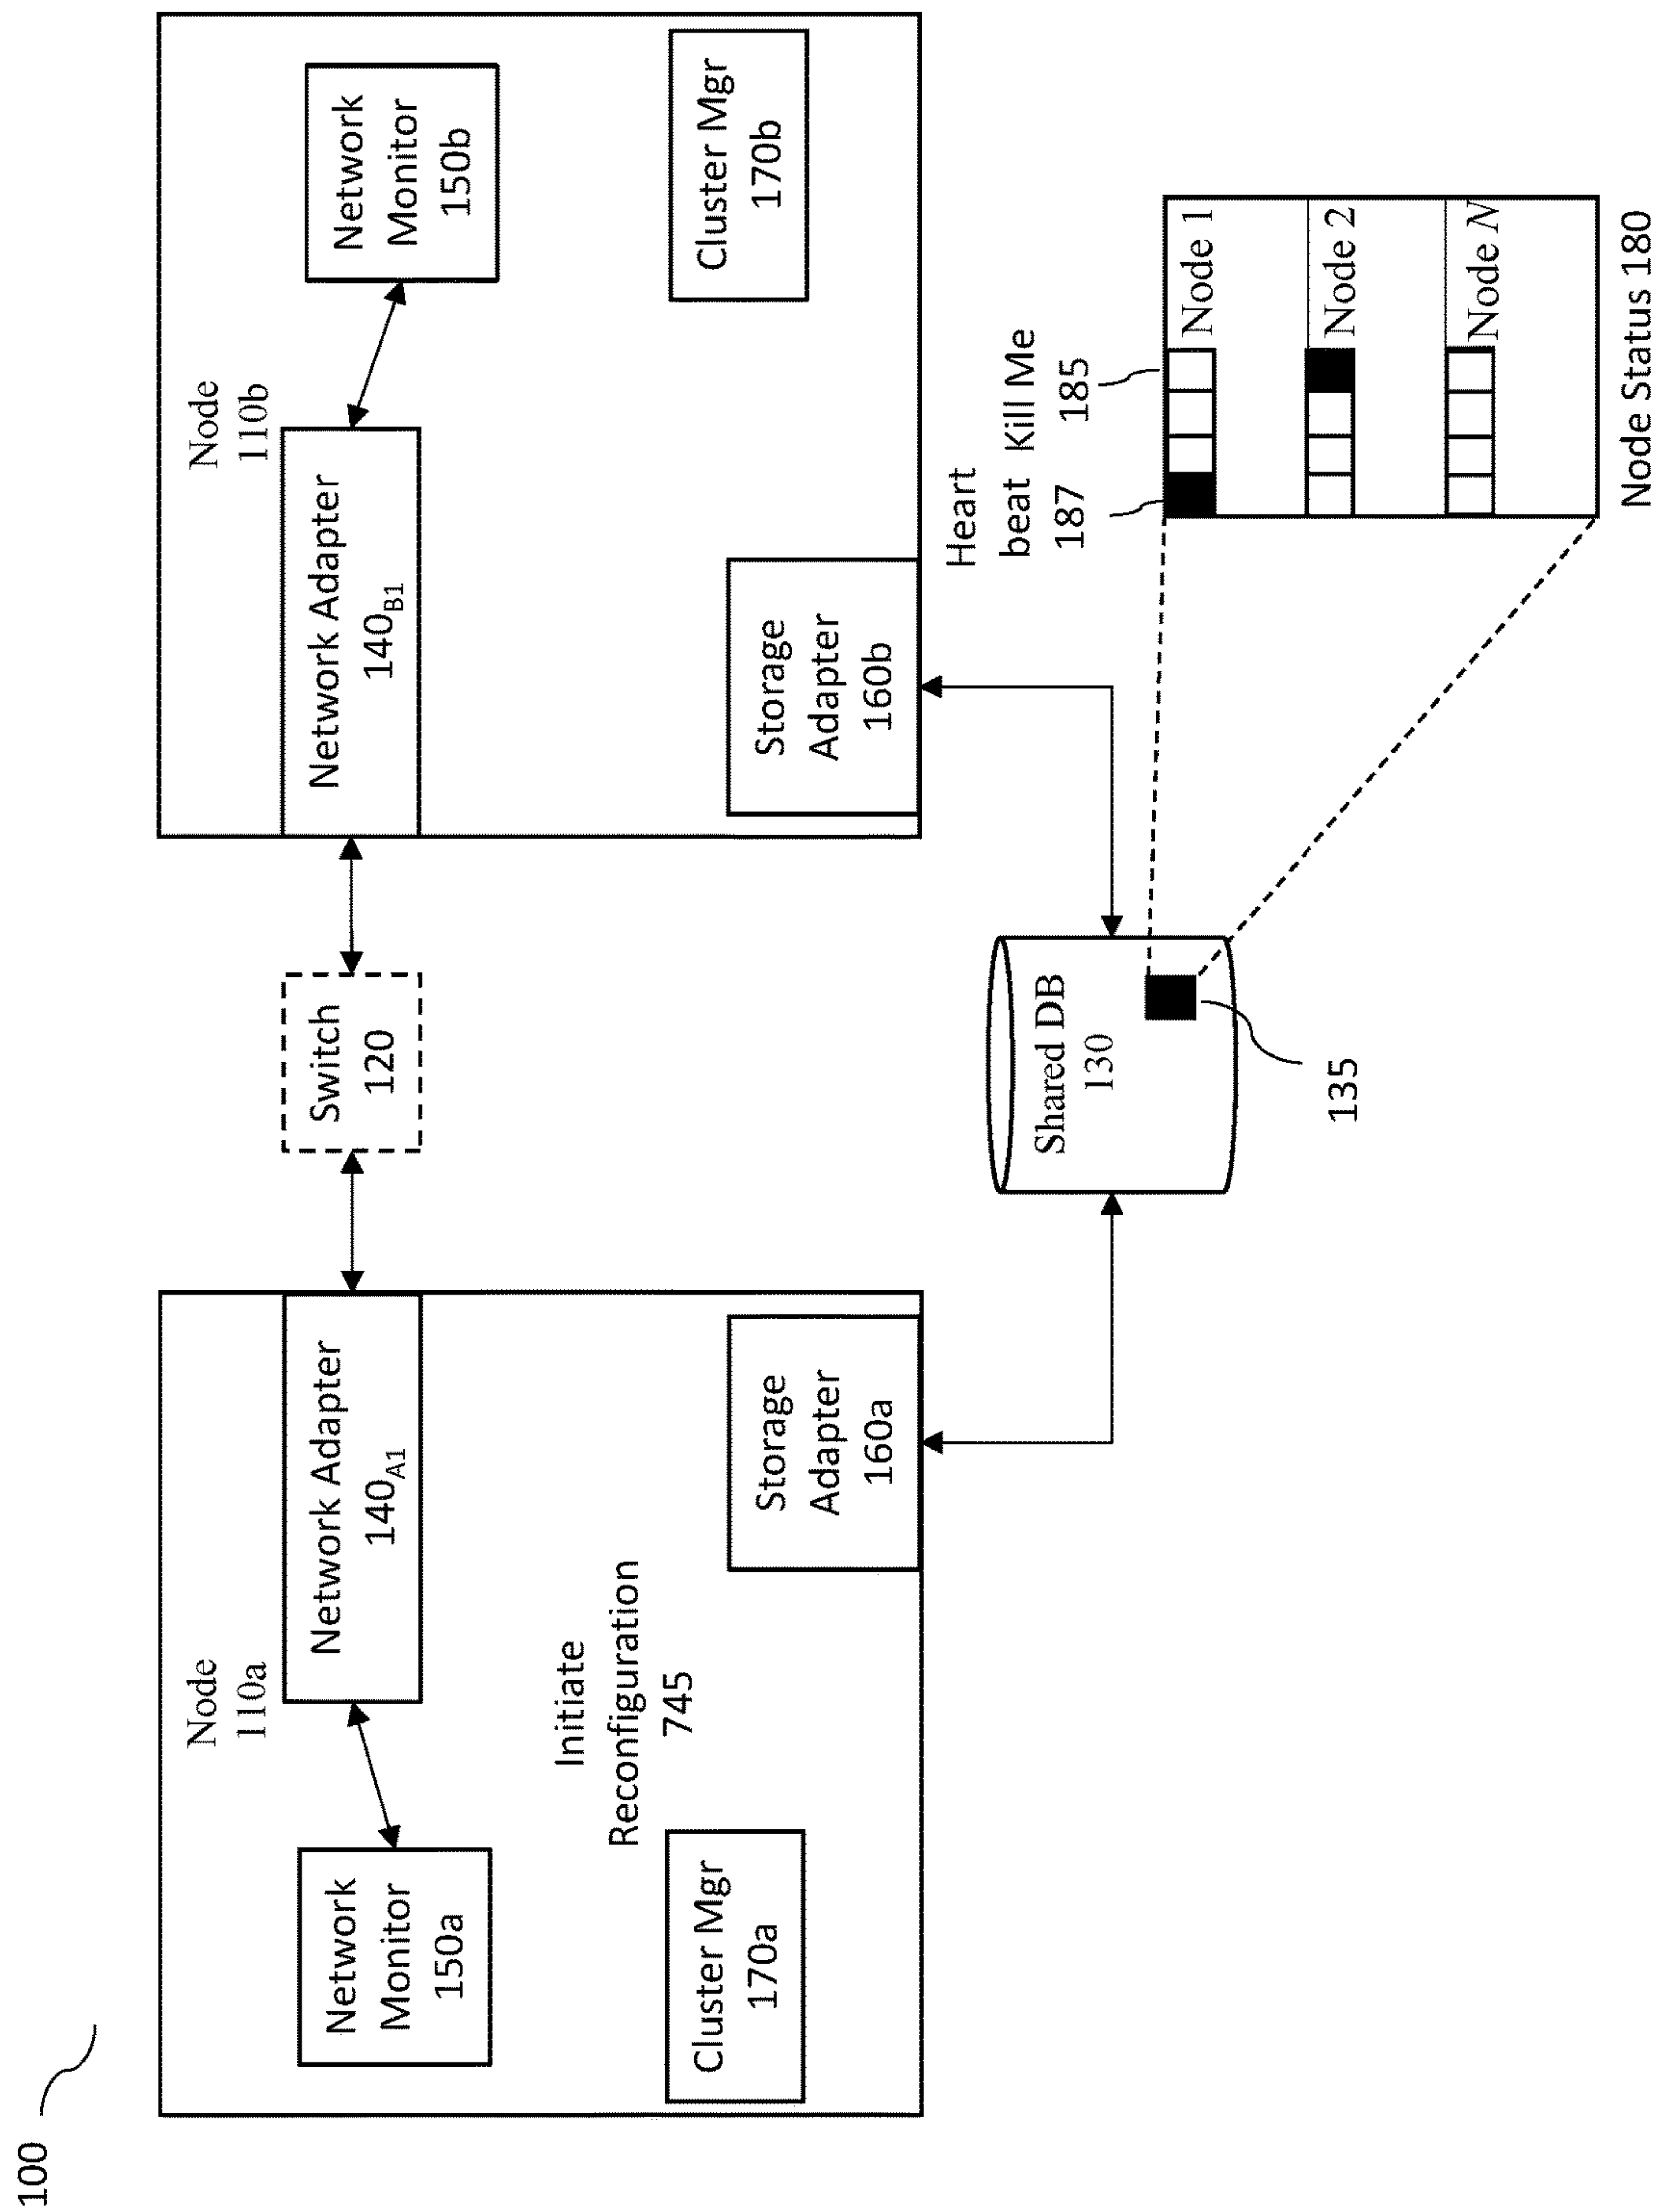 100
Node
110a
Network
Monitor
150a
Network Adapter
140A1
Initiate
Reconfiguration
745
Cluster Mgr
170a
Storage
Adapter
160a
Switch
120
Node
110b
Network Adapter
140B1
Network
Monitor
150b
Storage
Adapter
160b
Cluster Mgr
170b
Shared DB
130
135
Heart
beat
187
Kill Me
185
Node 1
Node 2
Node N
Node Status 180